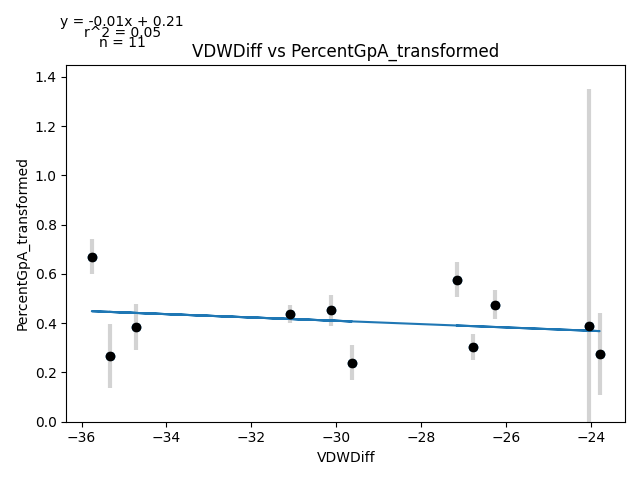 y = -0.01x + 0.21
r^2 = 0.05
n = 11
VDWDiff vs PercentGpA_transformed
1.4
1.2
1.0
0.8
0.6
0.4
0.2
0.0
PercentGpA_transformed
−36
−34
−32
−30
−28
−26
−24
VDWDiff